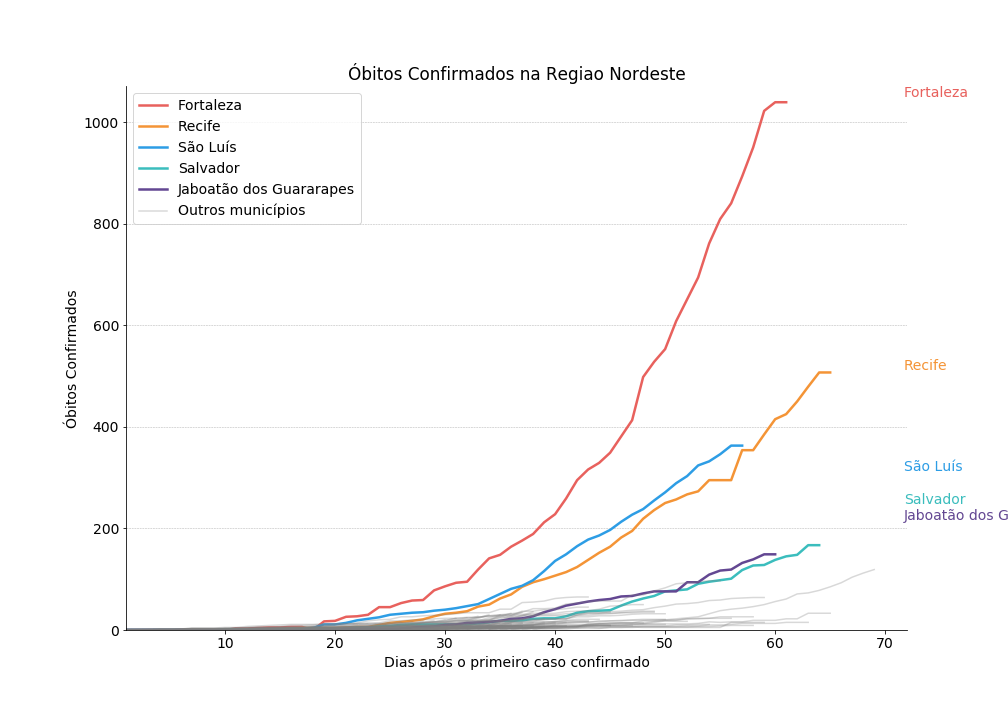 Óbitos Confirmados na Regiao Nordeste
Fortaleza
Recife
São Luís
Salvador
Jaboatão dos Guararapes
Outros municípios
Fortaleza
Recife
São Luís
Salvador
Jaboatão dos G
Óbitos Confirmados
1000
800
600
400
200
0
10
20
30
40
50
60
70
Dias após o primeiro caso confirmado